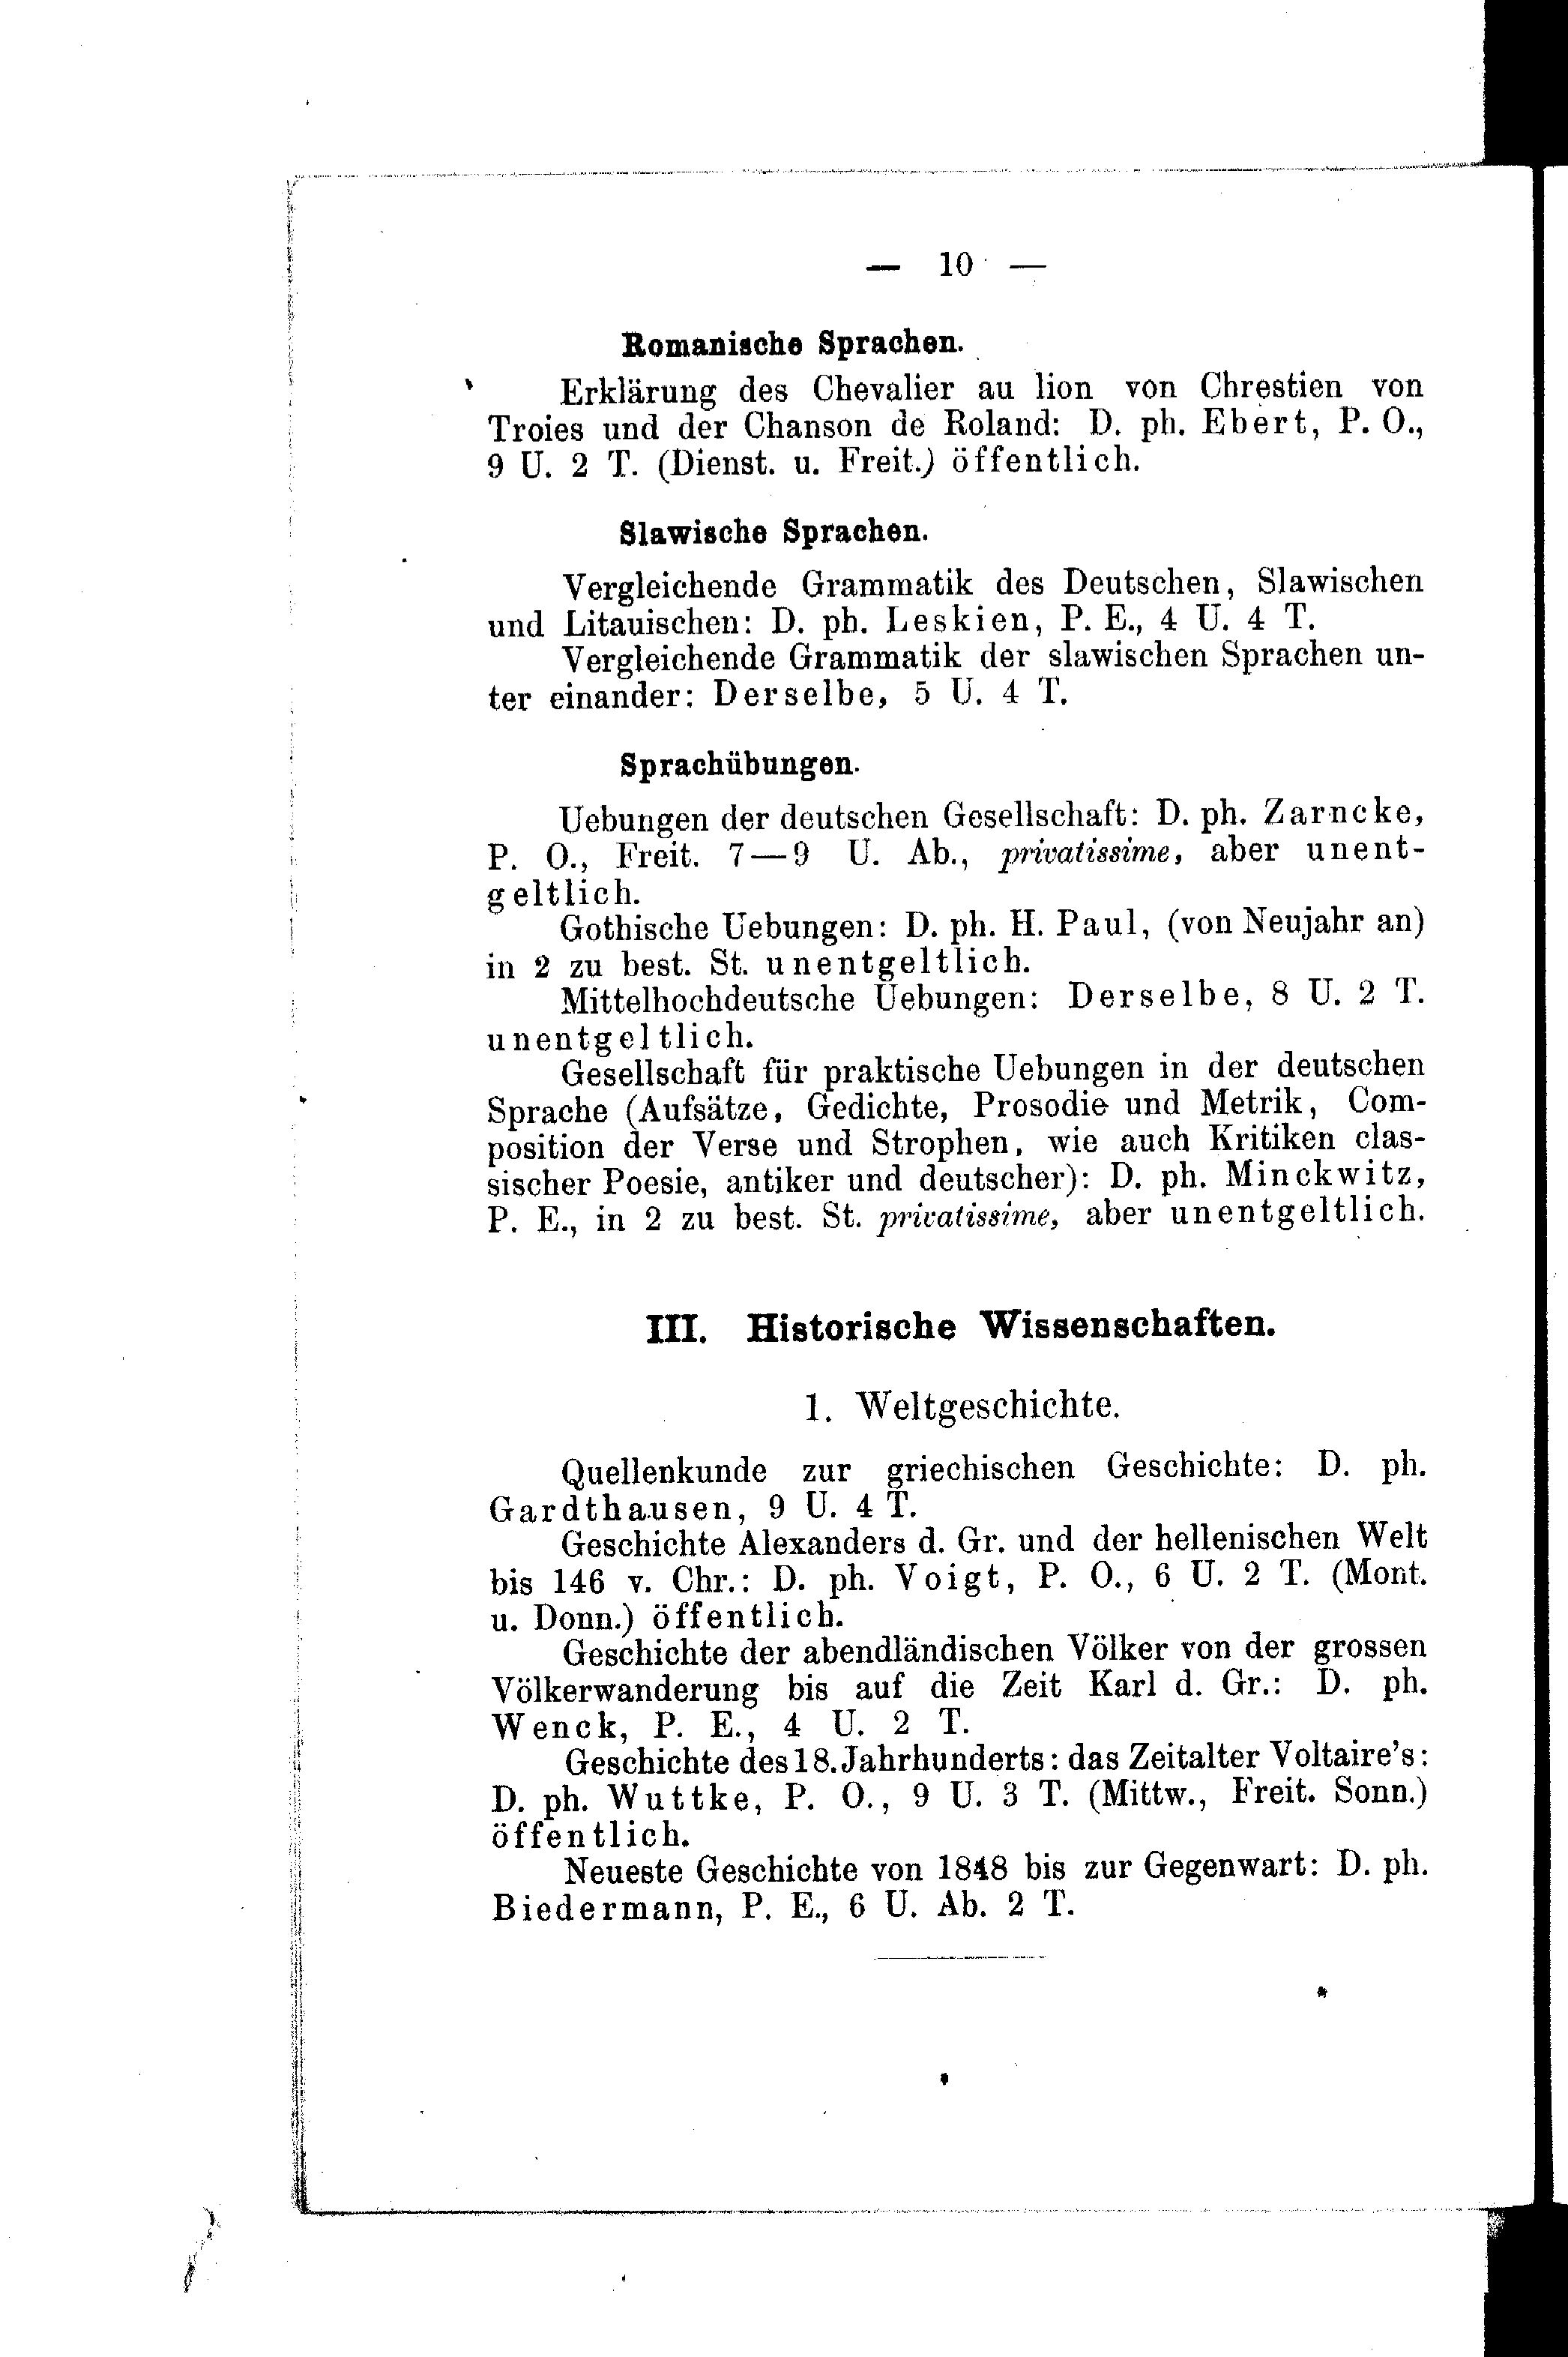 — 10 —
Romanische Sprachen.
Erklärung des Chevalier au lion von Chrestien von
Troies und der Chanson de Roland: D. ph. Ebert, P. O.,
9 U. 2 T. (Dienst. u. Freit.) öffentlich.
Slawische Sprachen.
Vergleichende Grammatik des Deutschen, Slawischen
und Litauischen: D. ph. Leskien, P. E., 4 U. 4 T.
Vergleichende Grammatik der slawischen Sprachen un-
ter einander: Derselbe, 5 U. 4 T.
Sprachübungen.
Uebungen der deutschen Gesellschaft: D. ph. Zarncke,
P. O., Freit. 7—9 U. Ab., privatissime, aber unent-
geltlich.
Gothische Uebungen: D. ph. H. Paul, (von Neujahr an)
in 2 zu best. St. unentgeltlich.
Mittelhochdeutsche Uebungen: Derselbe, 8 U. 2 T.
unentgeltlich.
Gesellschaft für praktische Uebungen in der deutschen
Sprache (Aufsätze, Gedichte, Prosodie und Metrik, Com-
position der Verse und Strophen, wie auch Kritiken clas-
sischer Poesie, antiker und deutscher): D. ph. Minckwitz,
P. E., in 2 zu best. St. privatissime, aber unentgeltlich.
III. Historische Wissenschaften.
1. Weltgeschichte.
Quellenkunde zur griechischen Geschichte: D. ph.
Gardthausen, 9 U. 4 T.
Geschichte Alexanders d. Gr. und der hellenischen Welt
bis 146 v. Chr.: D. ph. Voigt, P. O., 6 U. 2 T. (Mont.
u. Donn.) öffentlich.
Geschichte der abendländischen Völker von der grossen
Völkerwanderung bis auf die Zeit Karl d. Gr.: D. ph.
Wenck, P. E., 4 U. 2 T.
Geschichte des 18. Jahrhunderts: das Zeitalter Voltaire's:
D. ph. Wuttke, P. O., 9 U. 3 T. (Mittw., Freit. Sonn.)
öffentlich.
Neueste Geschichte von 1848 bis zur Gegenwart: D. ph.
Biedermann, P. E., 6 U. Ab. 2 T.